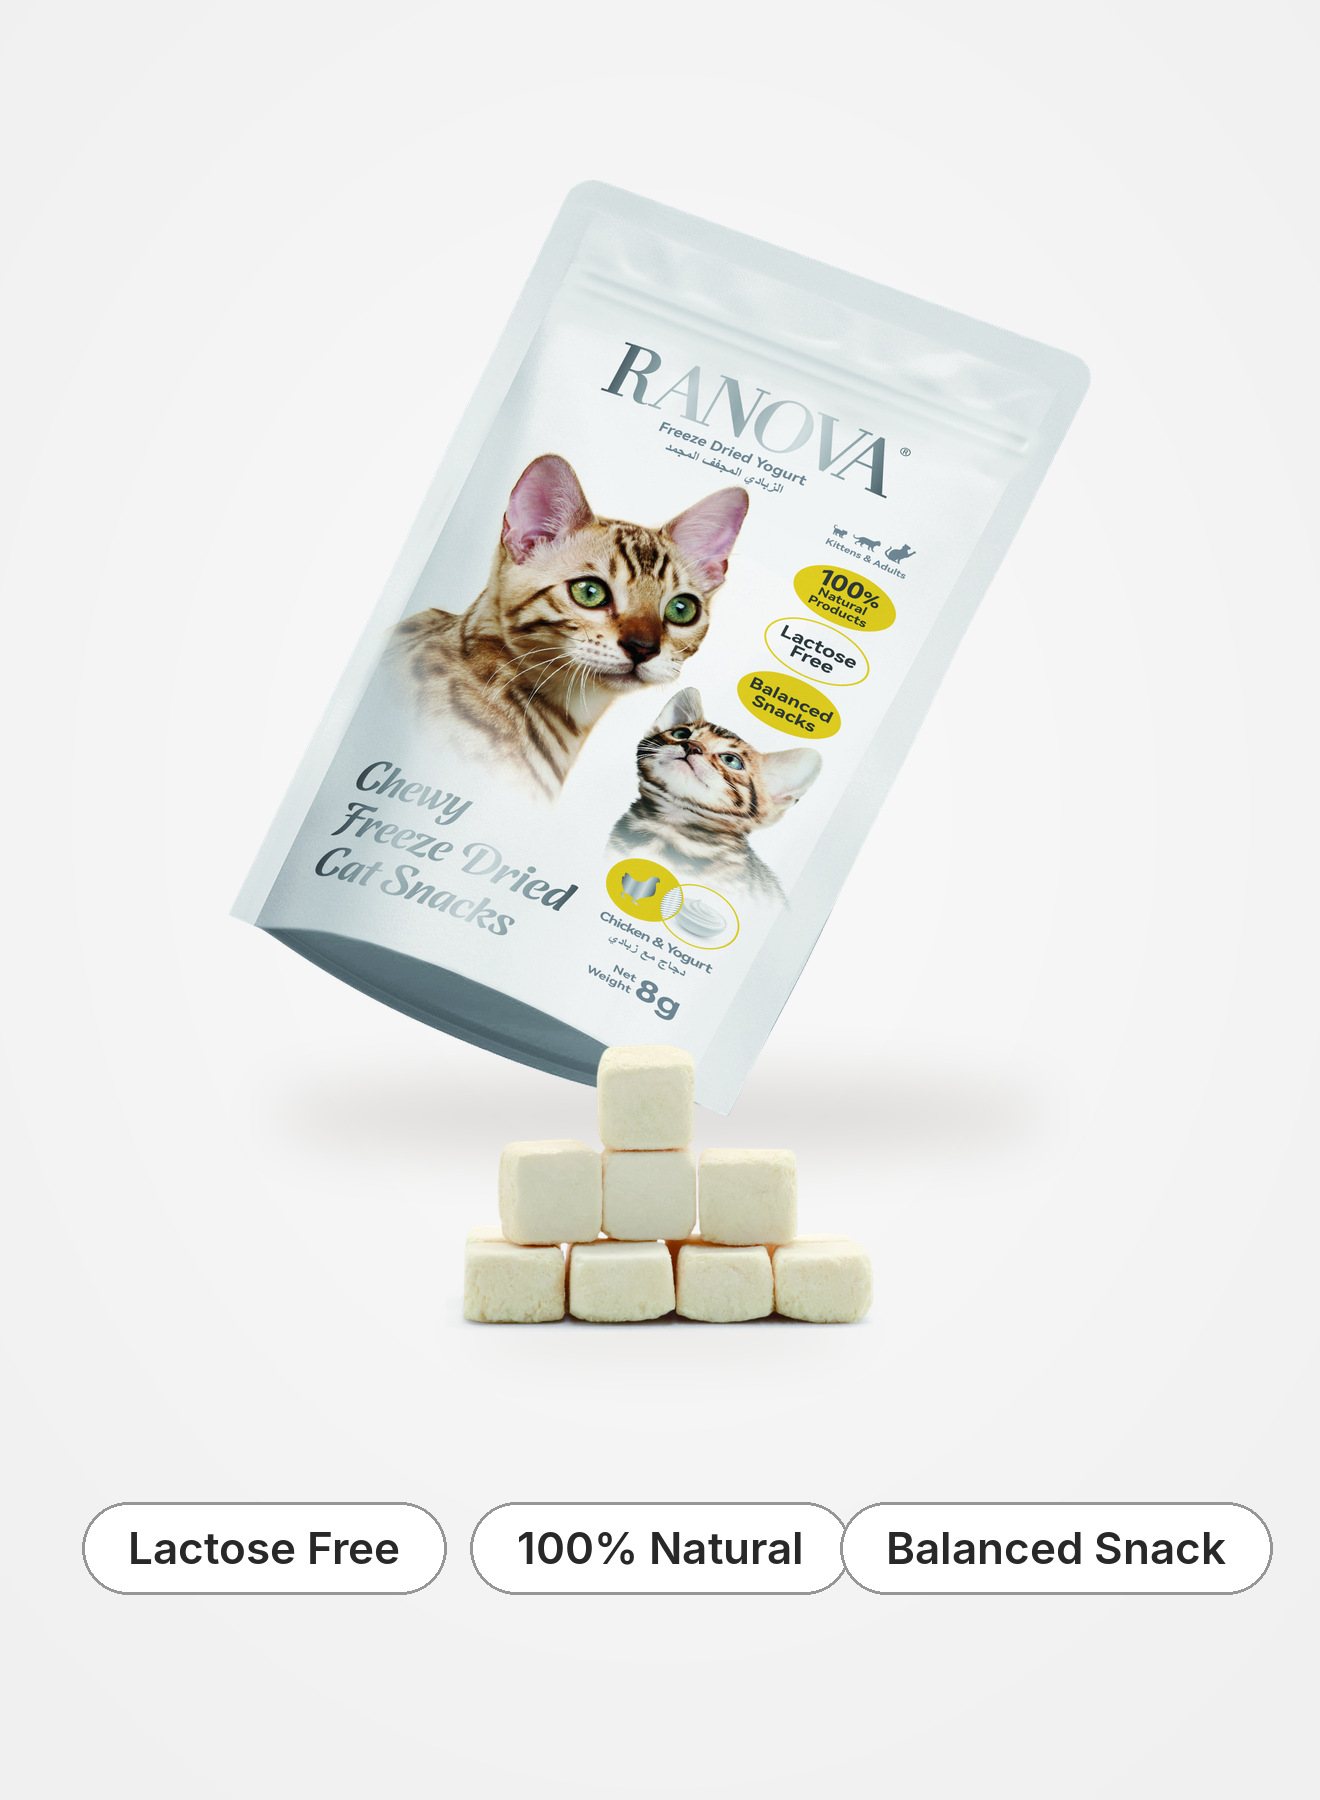 RANOVA®
Freeze Dried Yogurt
الزبادي المجفف المجمد
Kittens & Adults
100%
Natural
Products
Lactose
Free
Balanced
Snacks
Chewy
Freeze Dried
Cat Snacks
Chicken & Yogurt
دجاج مع زبادي
Net
Weight 8g
Lactose Free
100% Natural
Balanced Snack